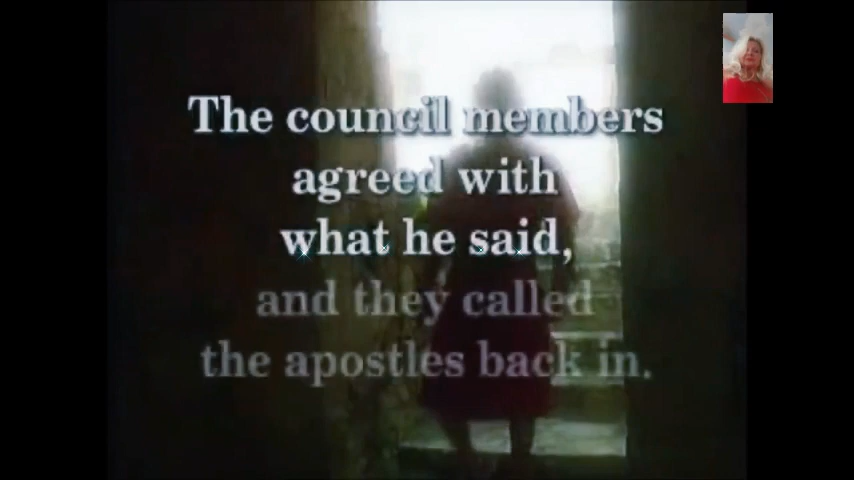 The council members
agreed with
what he said,
and they called
the apostles back in.